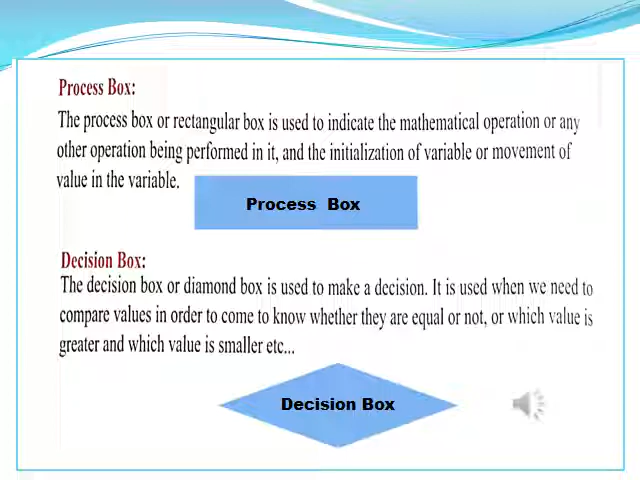 Process Box:
The process box or rectangular box is used to indicate the mathematical operation or any
other operation being performed in it, and the initialization of variable or movement of
value in the variable.
Process Box
Decision Box:
The decision box or diamond box is used to make a decision. It is used when we need to
compare values in order to come to know whether they are equal or not, or which value is
greater and which value is smaller etc...
Decision Box